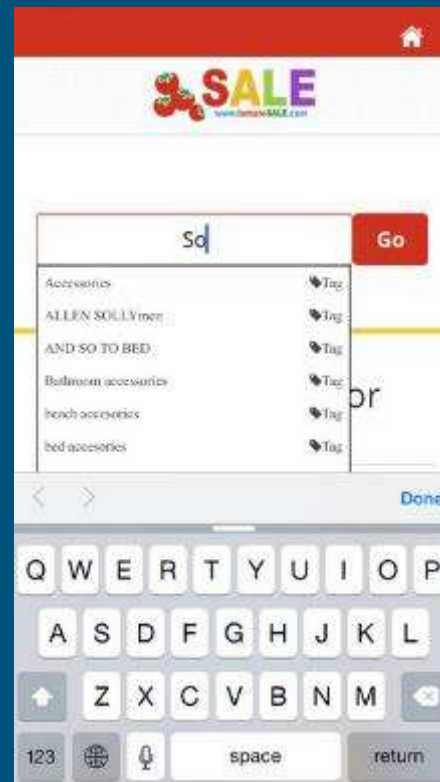 SALE
www.tomatoSALE.com
So
Go
Accessories
Tag
ALLEN SOLLYmen
Tag
AND SO TO BED
Tag
Bathroom accessories
Tag
beach accesories
Tag
or
bed accesories
Tag
Done
Q W E R T Y U I O P
A S D F G H J K L
Z X C V B N M
123 space return